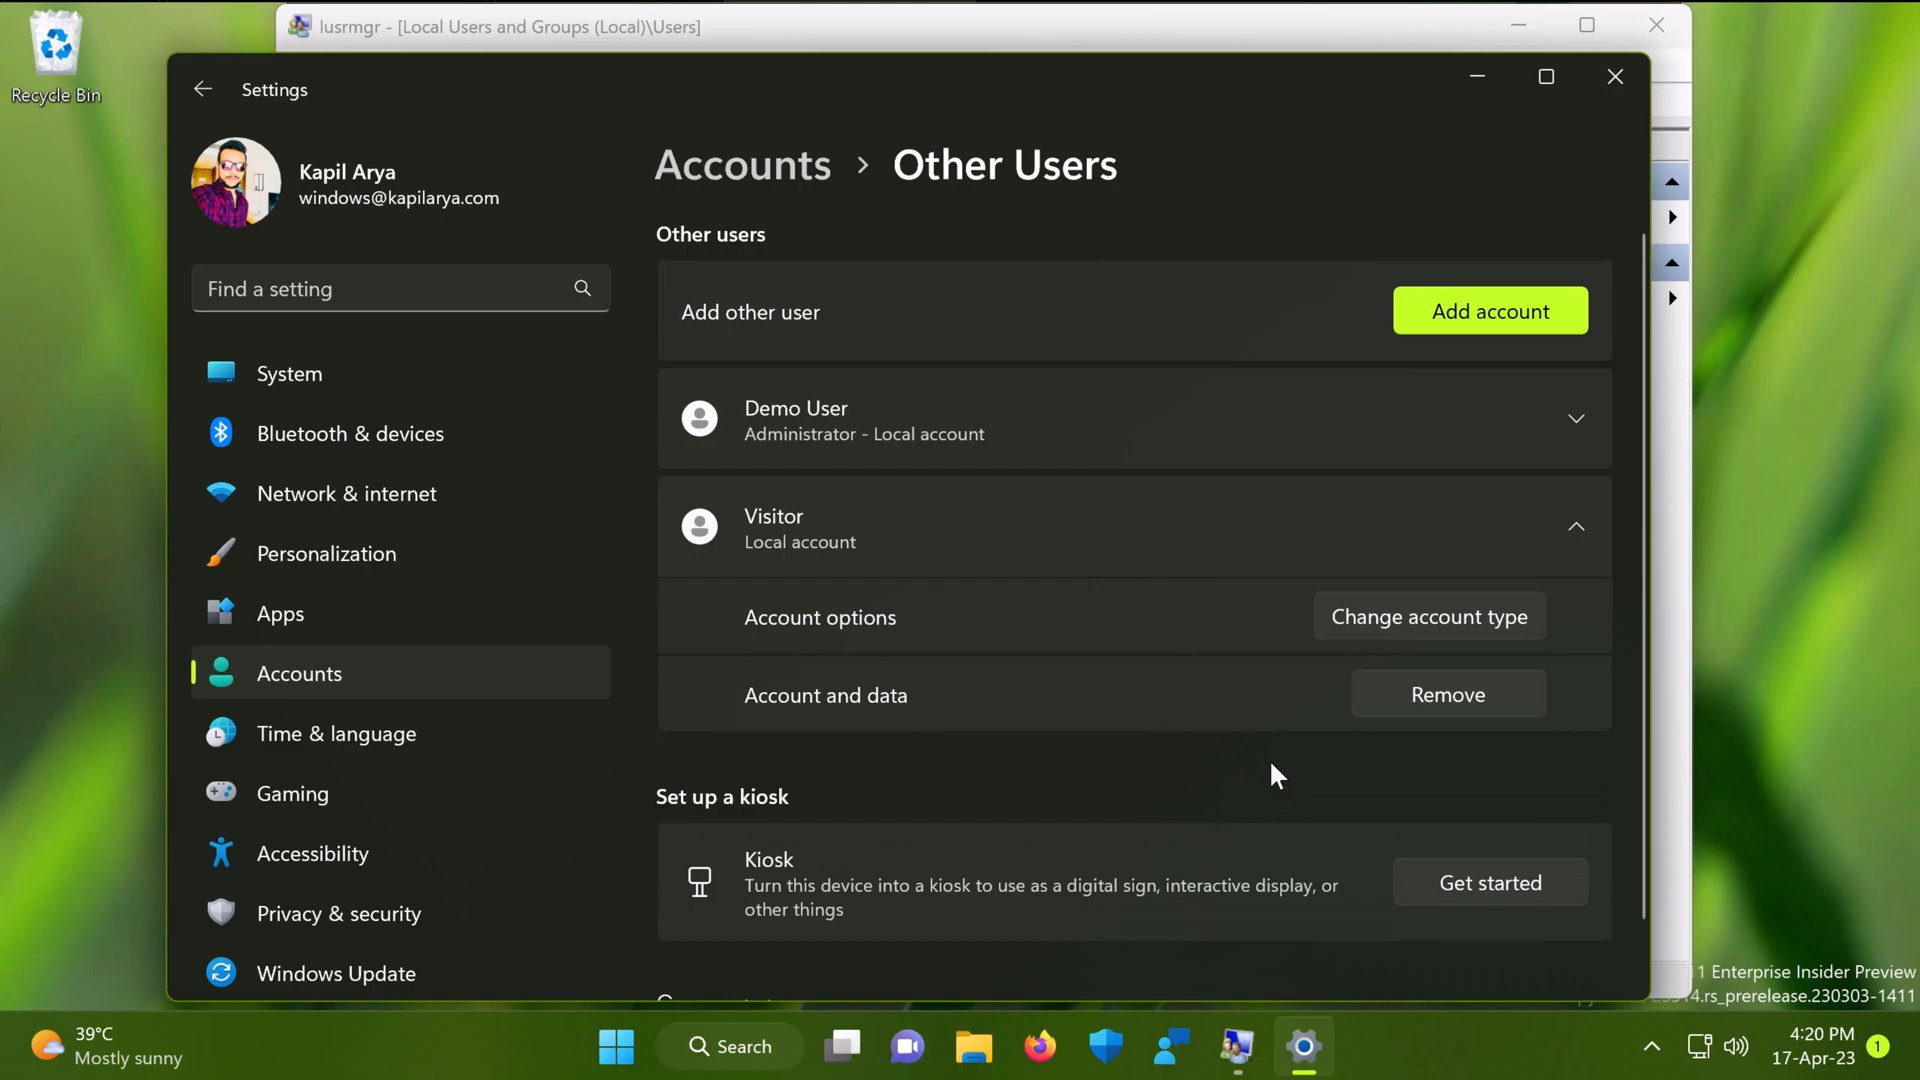 Recycle Bin
lusrmgr - [Local Users and Groups (Local)\Users]
Settings
Kapil Arya
windows@kapilarya.com
Find a setting
System
Bluetooth & devices
Network & internet
Personalization
Apps
Accounts
Time & language
Gaming
Accessibility
Privacy & security
Windows Update
Accounts > Other Users
Other users
Add other user
Add account
Demo User
Administrator - Local account
Visitor
Local account
Account options
Change account type
Account and data
Remove
Set up a kiosk
Kiosk
Turn this device into a kiosk to use as a digital sign, interactive display, or
other things
Get started
1 Enterprise Insider Preview
.rs_prerelease.230303-1411
39°C
Mostly sunny
Search
4:20 PM
17-Apr-23
1